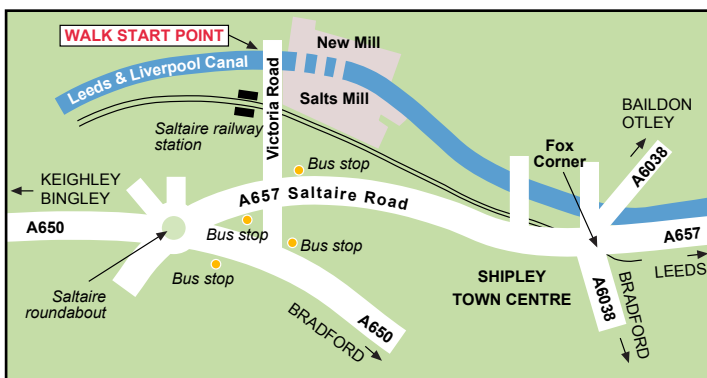 WALK START POINT
New Mill
Leeds & Liverpool Canal
Salts Mill
Victoria Road
Saltaire railway
station
BAILDON
OTLEY
Fox
Corner
A6038
Bus stop
KEIGHLEY
BINGLEY
A657 Saltaire Road
A650
Bus stop
Bus stop
A657
Bus stop
SHIPLEY
TOWN CENTRE
LEEDS
Saltaire
roundabout
A6038
BRADFORD
BRADFORD
A650